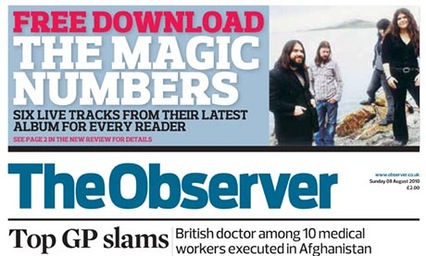 FREE DOWNLOAD
THE MAGIC
NUMBERS
SIX LIVE TRACKS FROM THEIR LATEST
ALBUM FOR EVERY READER
SEE PAGE 2 IN THE NEW REVIEW FOR DETAILS
TheObserver
www.observer.co.uk
Sunday 08 August 2010
£2.00
Top GP slams
British doctor among 10 medical
workers executed in Afghanistan